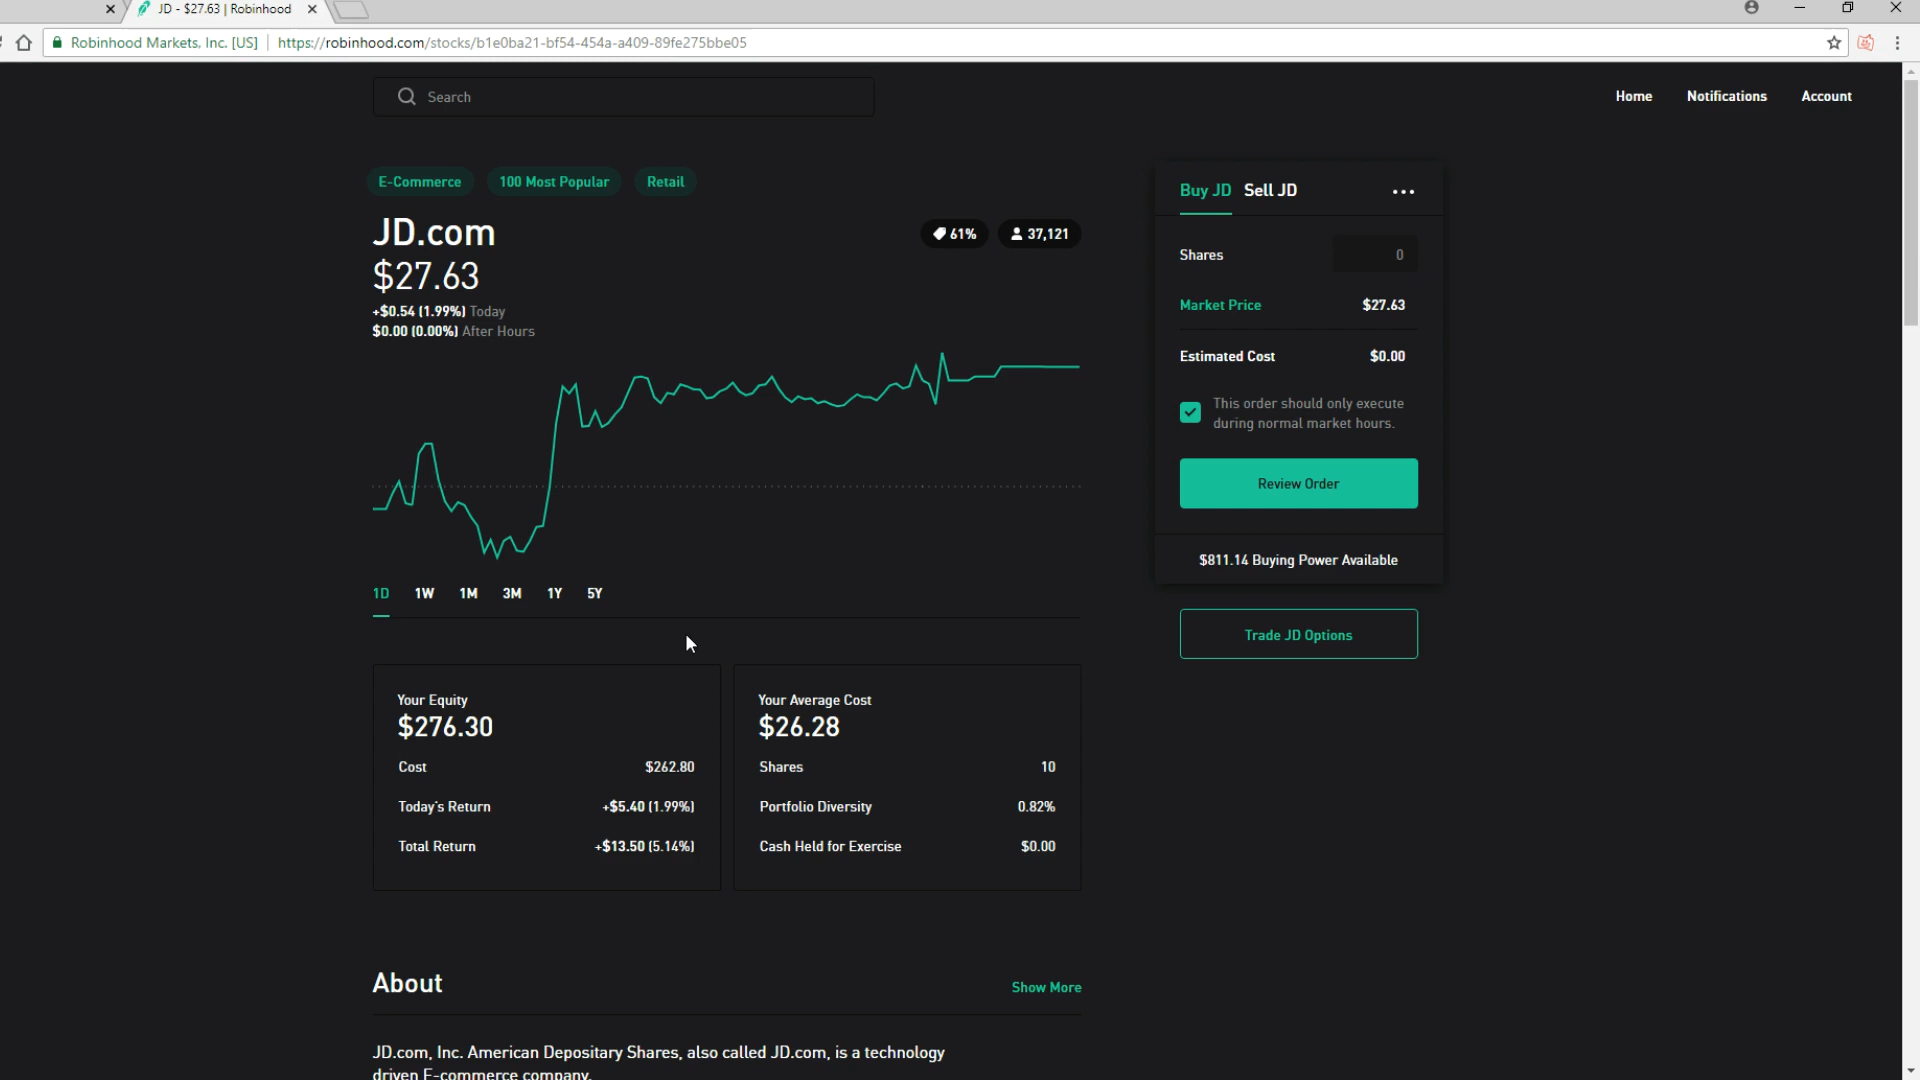 JD - $27.63 | Robinhood
Robinhood Markets, Inc. [US] https://robinhood.com/stocks/b1e0ba21-bf54-454a-a409-89fe275bbe05
Search
Home Notifications Account
E-Commerce 100 Most Popular Retail
JD.com
61% 37,121
$27.63
+$0.54 (1.99%) Today
$0.00 (0.00%) After Hours
1D 1W 1M 3M 1Y 5Y
Buy JD Sell JD
Shares 0
Market Price $27.63
Estimated Cost $0.00
This order should only execute
during normal market hours.
Review Order
$811.14 Buying Power Available
Trade JD Options
Your Equity
$276.30
Cost $262.80
Today's Return +$5.40 (1.99%)
Total Return +$13.50 (5.14%)
Your Average Cost
$26.28
Shares 10
Portfolio Diversity 0.82%
Cash Held for Exercise $0.00
About Show More
JD.com, Inc. American Depositary Shares, also called JD.com, is a technology
driven E-commerce company.